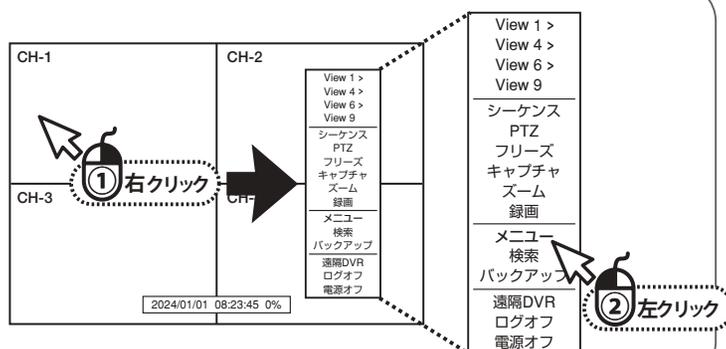 CH-1
CH-2
CH-3
CH-
① 右クリック
View 1 >
View 4 >
View 6 >
View 9
シーケンス
PTZ
フリーズ
キャプチャ
ズーム
録画
メニュー
検索
バックアップ
遠隔DVR
ログオフ
電源オフ
2024/01/01 08:23:45 0%
View 1 >
View 4 >
View 6 >
View 9
シーケンス
PTZ
フリーズ
キャプチャ
ズーム
録画
メニュー
検索
バックアップ
遠隔DVR
ログオフ
電源オフ
② 左クリック